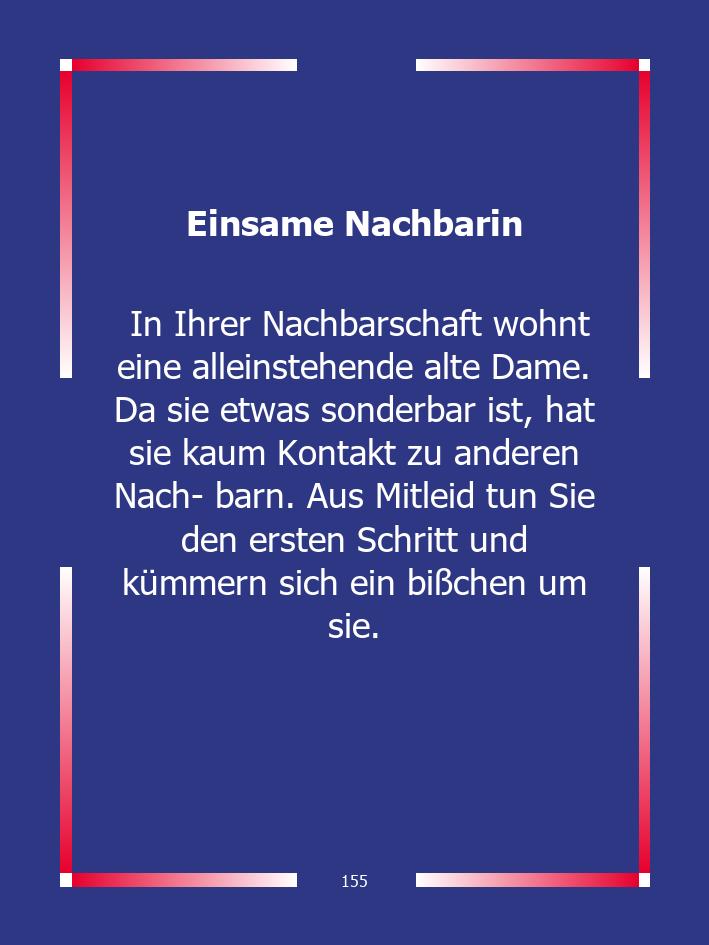 Einsame Nachbarin
In Ihrer Nachbarschaft wohnt
eine alleinstehende alte Dame.
Da sie etwas sonderbar ist, hat
sie kaum Kontakt zu anderen
Nach- barn. Aus Mitleid tun Sie
den ersten Schritt und
kümmern sich ein bißchen um
sie.
155